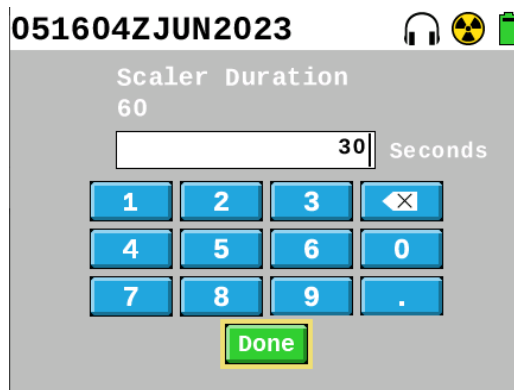 051604ZJUN2023
Scaler Duration
60
30 Seconds
1 2 3
4 5 6 0
7 8 9 .
Done